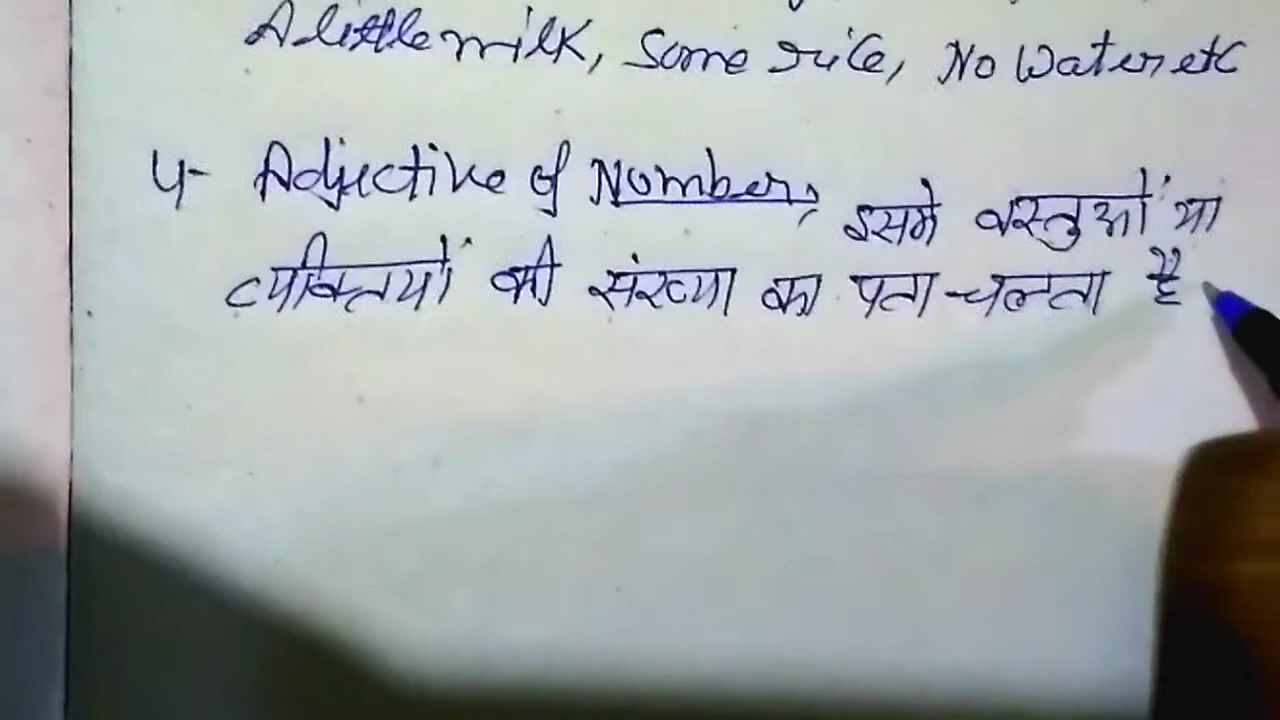 A little milk, Some rice, No Water etc
4- Adjective of Number, इसमे वस्तुओं या
व्यक्तियों की संख्या का पता चलता है